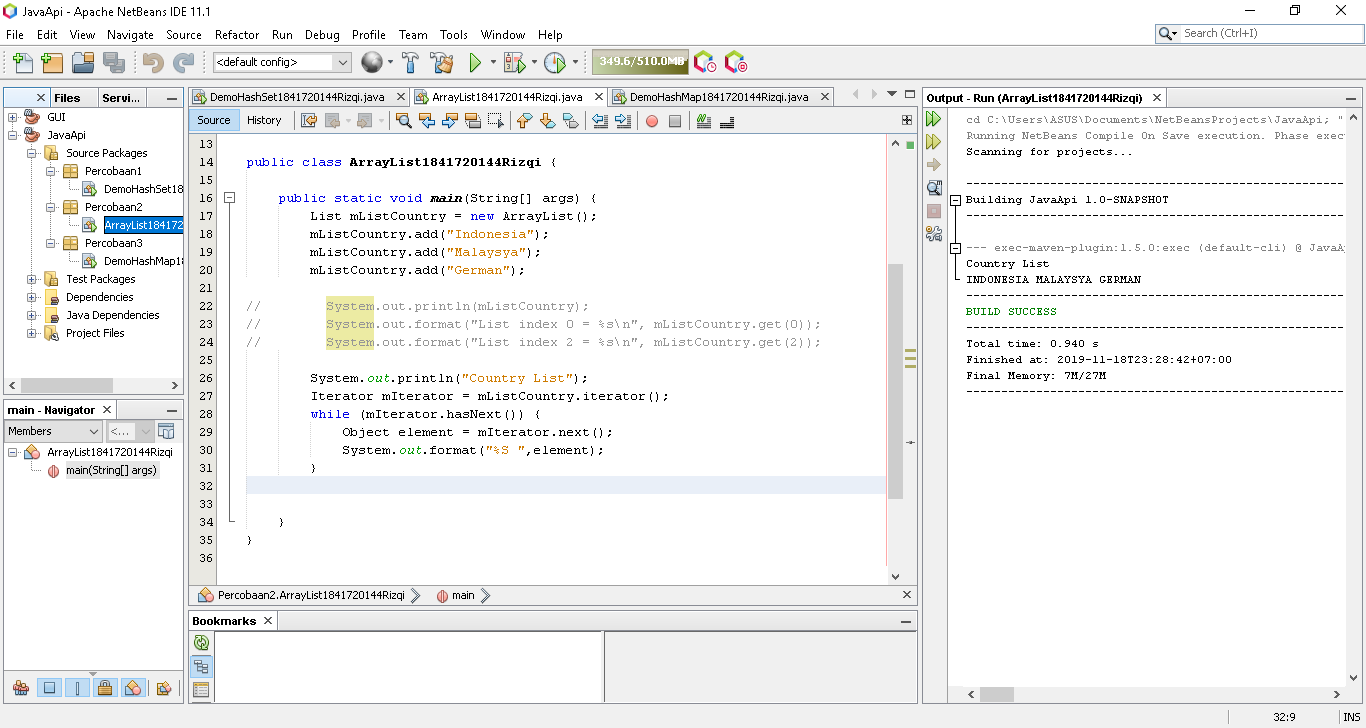 JavaApi - Apache NetBeans IDE 11.1
File Edit View Navigate Source Refactor Run Debug Profile Team Tools Window Help
Search (Ctrl+I)
<default config>
349.6/510.0MB
Files
Servi...
GUI
JavaApi
Source Packages
Percobaan1
DemoHashSet18
Percobaan2
ArrayList184172
Percobaan3
DemoHashMap18
Test Packages
Dependencies
Java Dependencies
Project Files
main - Navigator
Members
<...
ArrayList1841720144Rizqi
main(String[] args)
DemoHashSet1841720144Rizqi.java
ArrayList1841720144Rizqi.java
DemoHashMap1841720144Rizqi.java
Source History
13
14 public class ArrayList1841720144Rizqi {
15
16 public static void main(String[] args) {
17 List mListCountry = new ArrayList();
18 mListCountry.add("Indonesia");
19 mListCountry.add("Malaysya");
20 mListCountry.add("German");
21
22 // System.out.println(mListCountry);
23 // System.out.format("List index 0 = %s\n", mListCountry.get(0));
24 // System.out.format("List index 2 = %s\n", mListCountry.get(2));
25
26 System.out.println("Country List");
27 Iterator mIterator = mListCountry.iterator();
28 while (mIterator.hasNext()) {
29 Object element = mIterator.next();
30 System.out.format("%S ",element);
31 }
32
33
34 }
35 }
36
Percobaan2.ArrayList1841720144Rizqi
main
Bookmarks
Output - Run (ArrayList1841720144Rizqi)
cd C:\Users\ASUS\Documents\NetBeansProjects\JavaApi; "
Running NetBeans Compile On Save execution. Phase exec
Scanning for projects...
------------------------------------------------
Building JavaApi 1.0-SNAPSHOT
------------------------------------------------
--- exec-maven-plugin:1.5.0:exec (default-cli) @ JavaA
Country List
INDONESIA MALAYSYA GERMAN
------------------------------------------------
BUILD SUCCESS
------------------------------------------------
Total time: 0.940 s
Finished at: 2019-11-18T23:28:42+07:00
Final Memory: 7M/27M
------------------------------------------------
32:9
INS